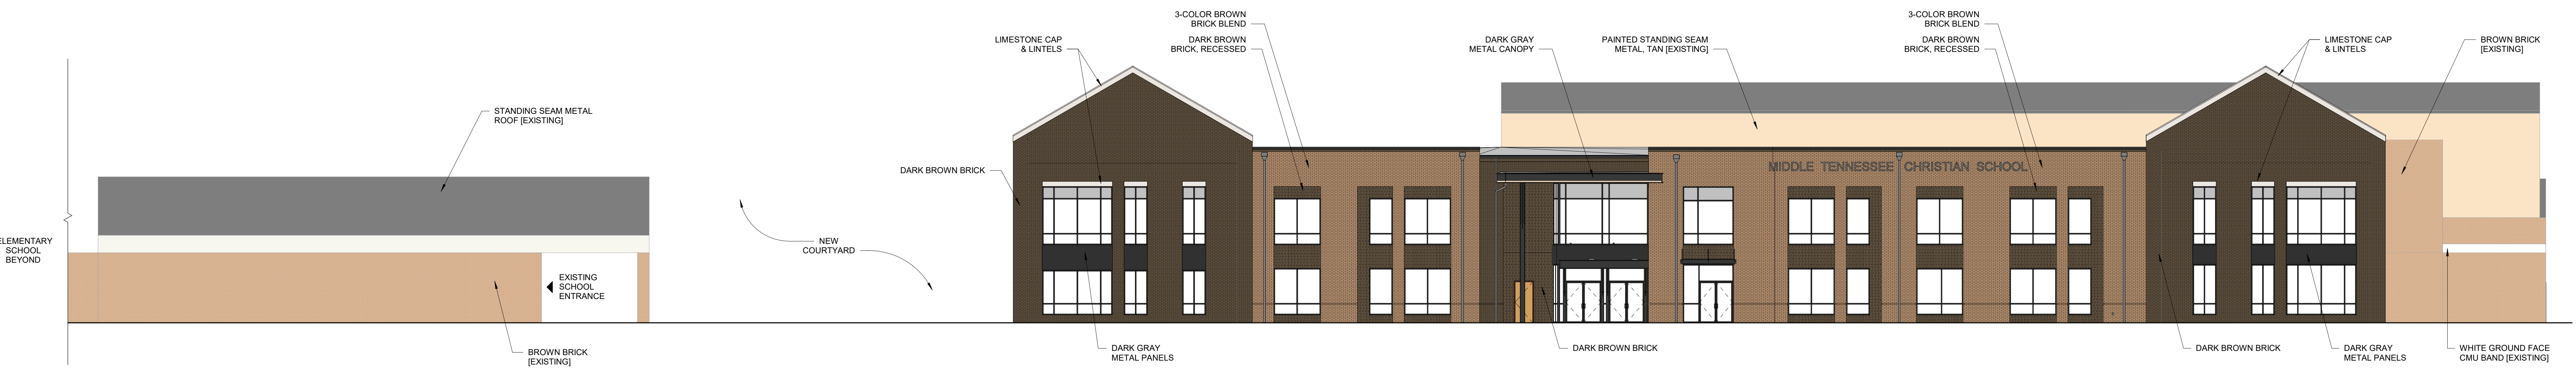 3-COLOR BROWN
BRICK BLEND
3-COLOR BROWN
BRICK BLEND
LIMESTONE CAP
& LINTELS
DARK BROWN
BRICK, RECESSED
DARK GRAY
METAL CANOPY
PAINTED STANDING SEAM
METAL, TAN [EXISTING]
DARK BROWN
BRICK, RECESSED
LIMESTONE CAP
& LINTELS
BROWN BRICK
[EXISTING]
STANDING SEAM METAL
ROOF [EXISTING]
DARK BROWN BRICK
MIDDLE TENNESSEE CHRISTIAN SCHOOL
ELEMENTARY
SCHOOL
BEYOND
NEW
COURTYARD
EXISTING
SCHOOL
ENTRANCE
BROWN BRICK
[EXISTING]
DARK GRAY
METAL PANELS
DARK BROWN BRICK
DARK BROWN BRICK
DARK GRAY
METAL PANELS
WHITE GROUND FACE
CMU BAND [EXISTING]